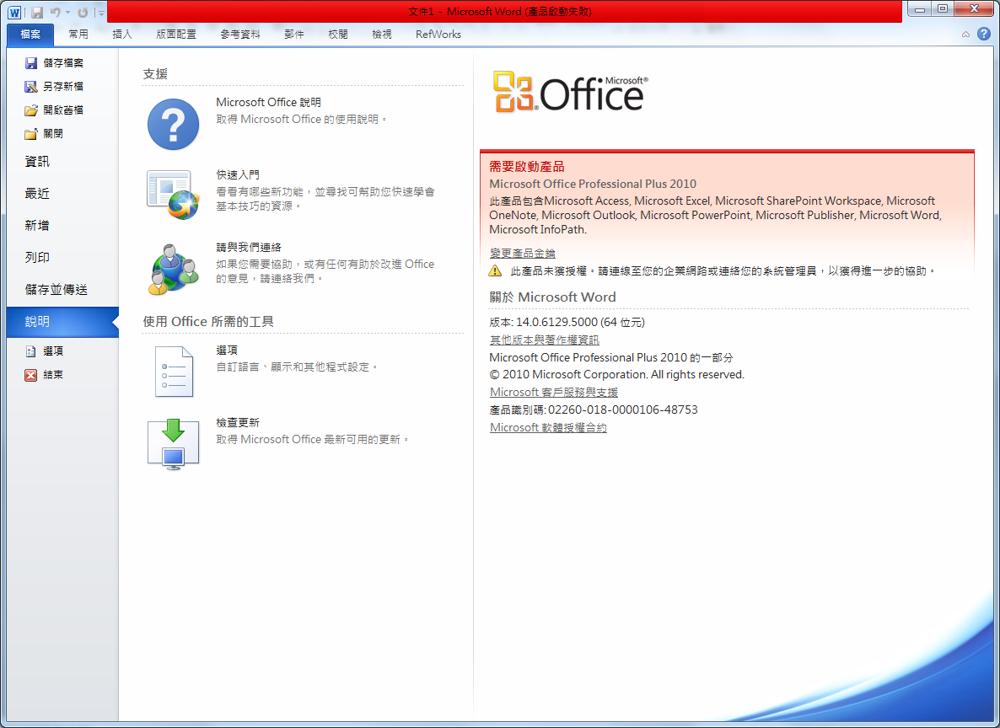 文件1 - Microsoft Word (產品啟動失敗)
檔案 常用 插入 版面配置 參考資料 郵件 校閱 檢視 RefWorks
儲存檔案
另存新檔
開啟舊檔
關閉
資訊
最近
新增
列印
儲存並傳送
說明
選項
結束
支援
Microsoft Office 說明
取得 Microsoft Office 的使用說明。
快速入門
看看有哪些新功能，並尋找可幫助您快速學會
基本技巧的資源。
請與我們連絡
如果您需要協助，或有任何有助於改進 Office
的意見，請連絡我們。
使用 Office 所需的工具
選項
自訂語言、顯示和其他程式設定。
檢查更新
取得 Microsoft Office 最新可用的更新。
Microsoft®
Office
需要啟動產品
Microsoft Office Professional Plus 2010
此產品包含Microsoft Access, Microsoft Excel, Microsoft SharePoint Workspace, Microsoft
OneNote, Microsoft Outlook, Microsoft PowerPoint, Microsoft Publisher, Microsoft Word,
Microsoft InfoPath.
變更產品金鑰
此產品未獲授權。請連線至您的企業網路或連絡您的系統管理員，以獲得進一步的協助。
關於 Microsoft Word
版本: 14.0.6129.5000 (64 位元)
其他版本與著作權資訊
Microsoft Office Professional Plus 2010 的一部分
© 2010 Microsoft Corporation. All rights reserved.
Microsoft 客戶服務與支援
產品識別碼: 02260-018-0000106-48753
Microsoft 軟體授權合約